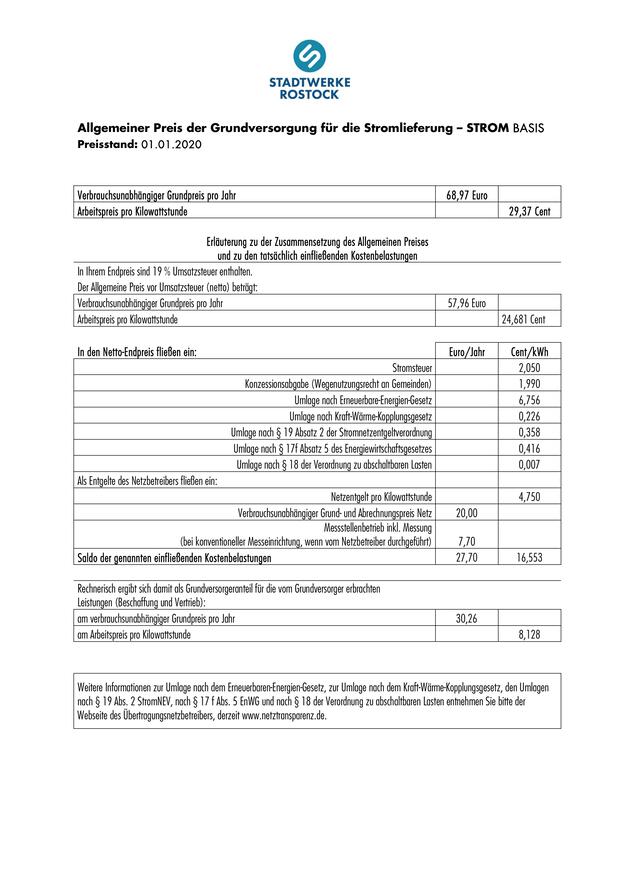 STADTWERKE
ROSTOCK
Allgemeiner Preis der Grundversorgung für die Stromlieferung – STROM BASIS
Preisstand: 01.01.2020
Verbrauchsunabhängiger Grundpreis pro Jahr 68,97 Euro
Arbeitspreis pro Kilowattstunde 29,37 Cent
Erläuterung zu der Zusammensetzung des Allgemeinen Preises
und zu den tatsächlich einfließenden Kostenbelastungen
In Ihrem Endpreis sind 19 % Umsatzsteuer enthalten.
Der Allgemeine Preis vor Umsatzsteuer (netto) beträgt:
Verbrauchsunabhängiger Grundpreis pro Jahr 57,96 Euro
Arbeitspreis pro Kilowattstunde 24,681 Cent
In den Netto-Endpreis fließen ein: Euro/Jahr Cent/kWh
Stromsteuer 2,050
Konzessionsabgabe (Wegenutzungsrecht an Gemeinden) 1,990
Umlage nach Erneuerbare-Energien-Gesetz 6,756
Umlage nach Kraft-Wärme-Kopplungsgesetz 0,226
Umlage nach § 19 Absatz 2 der Stromnetzentgeltverordnung 0,358
Umlage nach § 17f Absatz 5 des Energiewirtschaftsgesetzes 0,416
Umlage nach § 18 der Verordnung zu abschaltbaren Lasten 0,007
Als Entgelte des Netzbetreibers fließen ein:
Netzentgelt pro Kilowattstunde 4,750
Verbrauchsunabhängiger Grund- und Abrechnungspreis Netz 20,00
Messstellenbetrieb inkl. Messung
(bei konventioneller Messeinrichtung, wenn vom Netzbetreiber durchgeführt) 7,70
Saldo der genannten einfließenden Kostenbelastungen 27,70 16,553
Rechnerisch ergibt sich damit als Grundversorgeranteil für die vom Grundversorger erbrachten
Leistungen (Beschaffung und Vertrieb):
am verbrauchsunabhängiger Grundpreis pro Jahr 30,26
am Arbeitspreis pro Kilowattstunde 8,128
Weitere Informationen zur Umlage nach dem Erneuerbaren-Energien-Gesetz, zur Umlage nach dem Kraft-Wärme-Kopplungsgesetz, den Umlagen
nach § 19 Abs. 2 StromNEV, nach § 17 f Abs. 5 EnWG und nach § 18 der Verordnung zu abschaltbaren Lasten entnehmen Sie bitte der
Webseite des Übertragungsnetzbetreibers, derzeit www.netztransparenz.de.